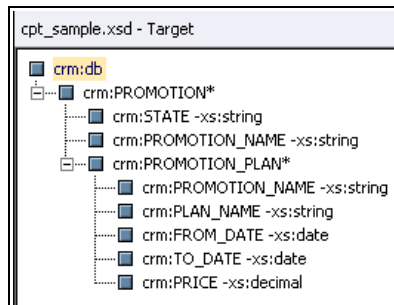 cpt_sample.xsd - Target
crm:db
crm:PROMOTION*
crm:STATE -xs:string
crm:PROMOTION_NAME -xs:string
crm:PROMOTION_PLAN*
crm:PROMOTION_NAME -xs:string
crm:PLAN_NAME -xs:string
crm:FROM_DATE -xs:date
crm:TO_DATE -xs:date
crm:PRICE -xs:decimal